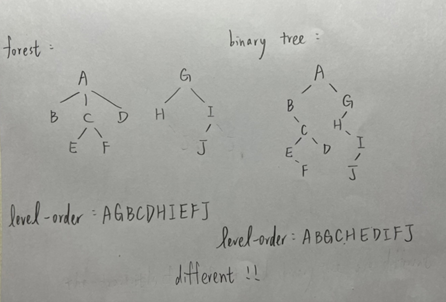 forest :
A
B C D
E F
G
H I
J
binary tree :
A
B G
C H
E D I
F J
level-order : AGBCDHIEFJ
level-order : ABGCHEDIFJ
different !!